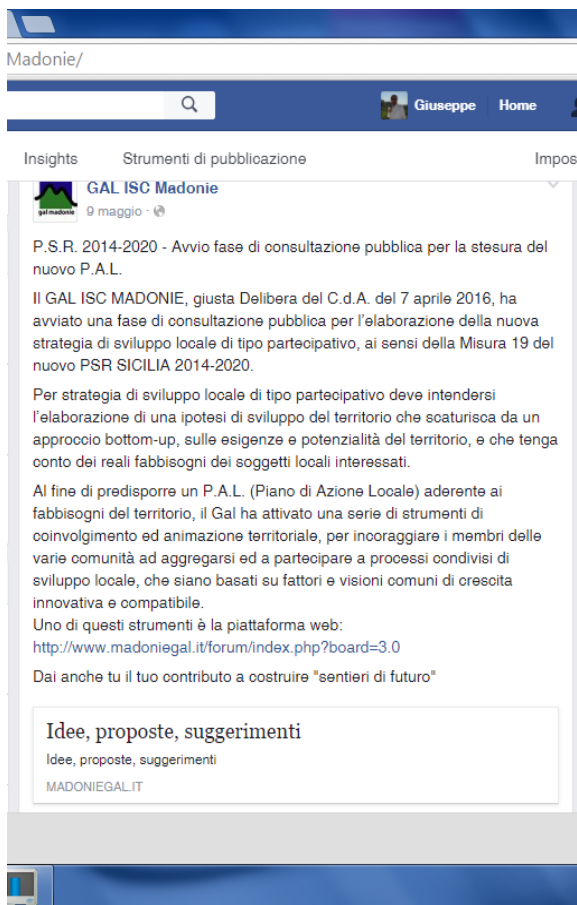 Madonie/
Giuseppe Home
Insights Strumenti di pubblicazione Impos
GAL ISC Madonie
gal madonie
9 maggio ·
P.S.R. 2014-2020 - Avvio fase di consultazione pubblica per la stesura del
nuovo P.A.L.
Il GAL ISC MADONIE, giusta Delibera del C.d.A. del 7 aprile 2016, ha
avviato una fase di consultazione pubblica per l'elaborazione della nuova
strategia di sviluppo locale di tipo partecipativo, ai sensi della Misura 19 del
nuovo PSR SICILIA 2014-2020.
Per strategia di sviluppo locale di tipo partecipativo deve intendersi
l'elaborazione di una ipotesi di sviluppo del territorio che scaturisca da un
approccio bottom-up, sulle esigenze e potenzialità del territorio, e che tenga
conto dei reali fabbisogni dei soggetti locali interessati.
Al fine di predisporre un P.A.L. (Piano di Azione Locale) aderente ai
fabbisogni del territorio, il Gal ha attivato una serie di strumenti di
coinvolgimento ed animazione territoriale, per incoraggiare i membri delle
varie comunità ad aggregarsi ed a partecipare a processi condivisi di
sviluppo locale, che siano basati su fattori e visioni comuni di crescita
innovativa e compatibile.
Uno di questi strumenti è la piattaforma web:
http://www.madoniegal.it/forum/index.php?board=3.0
Dai anche tu il tuo contributo a costruire "sentieri di futuro"
Idee, proposte, suggerimenti
Idee, proposte, suggerimenti
MADONIEGAL.IT